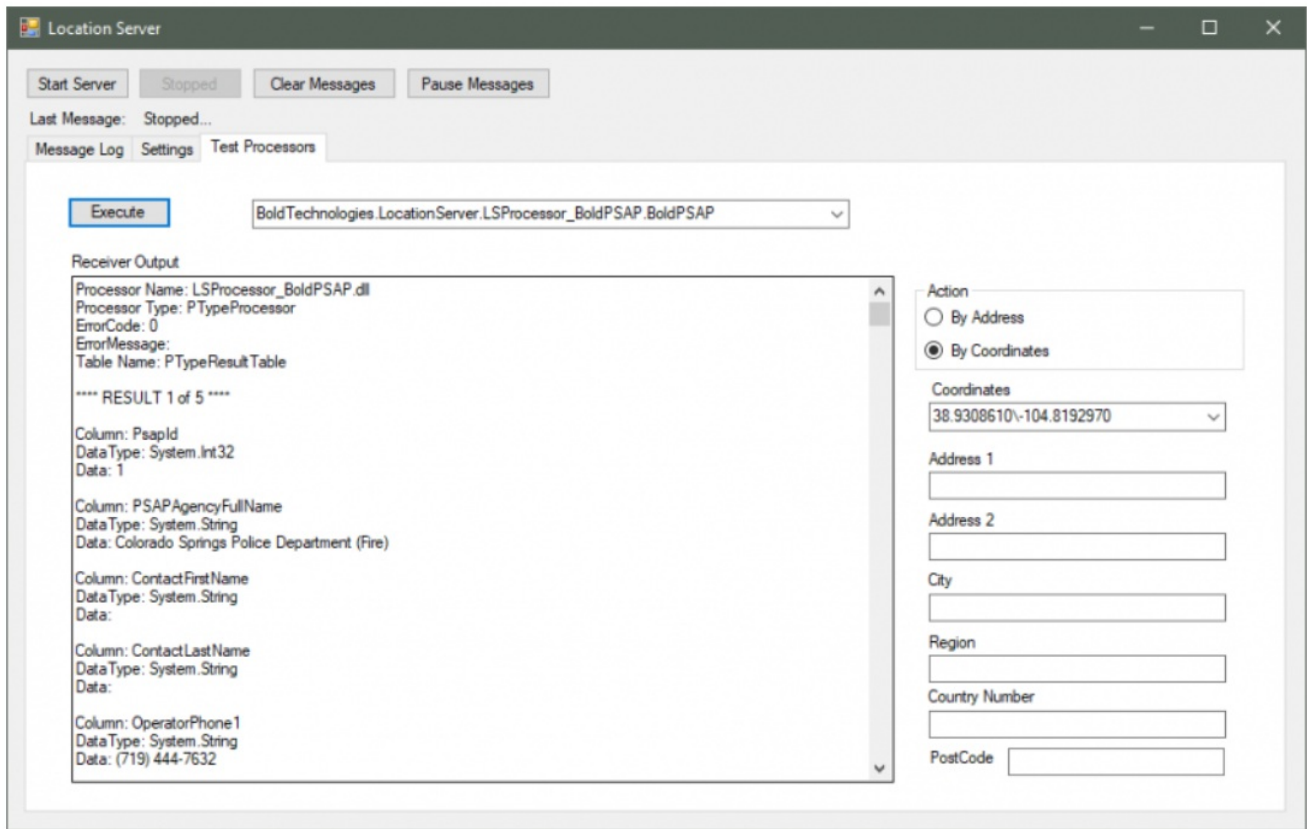 Location Server
Start Server Stopped Clear Messages Pause Messages
Last Message: Stopped...
Message Log Settings Test Processors
Execute BoldTechnologies.LocationServer.LSProcessor_BoldPSAP.BoldPSAP
Receiver Output
Processor Name: LSProcessor_BoldPSAP.dll
Processor Type: PTypeProcessor
ErrorCode: 0
ErrorMessage:
Table Name: PTypeResultTable
**** RESULT 1 of 5 ****
Column: PsapId
DataType: System.Int32
Data: 1
Column: PSAPAgencyFullName
DataType: System.String
Data: Colorado Springs Police Department (Fire)
Column: ContactFirstName
DataType: System.String
Data:
Column: ContactLastName
DataType: System.String
Data:
Column: OperatorPhone1
DataType: System.String
Data: (719) 444-7632
Action
By Address
By Coordinates
Coordinates
38.9308610\-104.8192970
Address 1
Address 2
City
Region
Country Number
PostCode